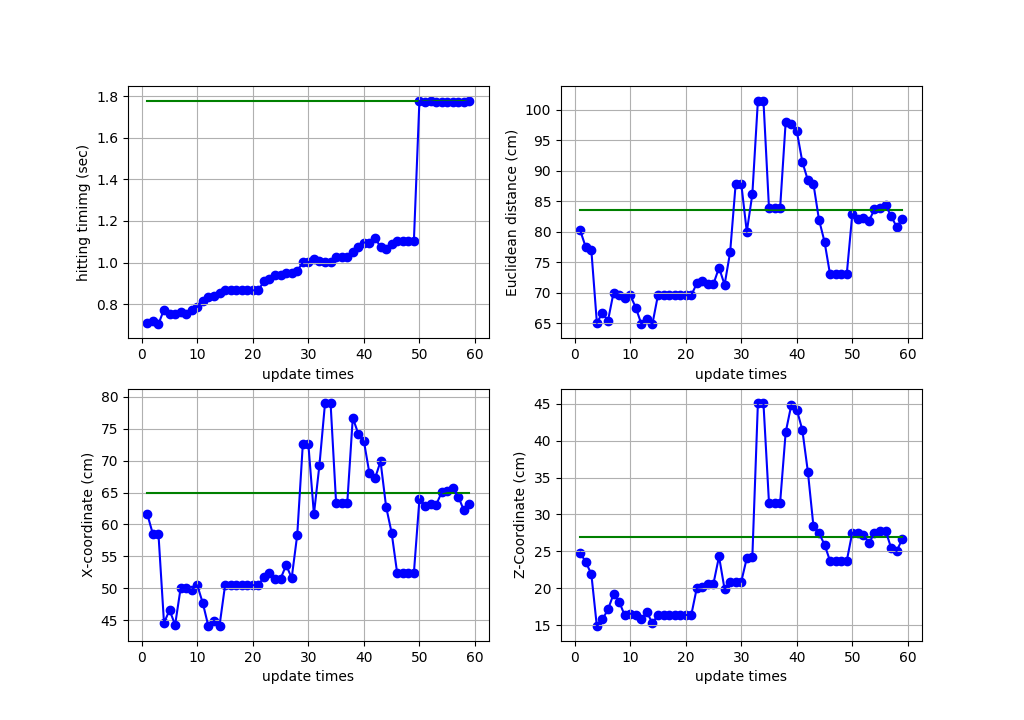 hitting timimg (sec)
1.8
1.6
1.4
1.2
1.0
0.8
0 10 20 30 40 50 60
update times
Euclidean distance (cm)
100
95
90
85
80
75
70
65
0 10 20 30 40 50 60
update times
X-coordinate (cm)
80
75
70
65
60
55
50
45
0 10 20 30 40 50 60
update times
Z-Coordinate (cm)
45
40
35
30
25
20
15
0 10 20 30 40 50 60
update times